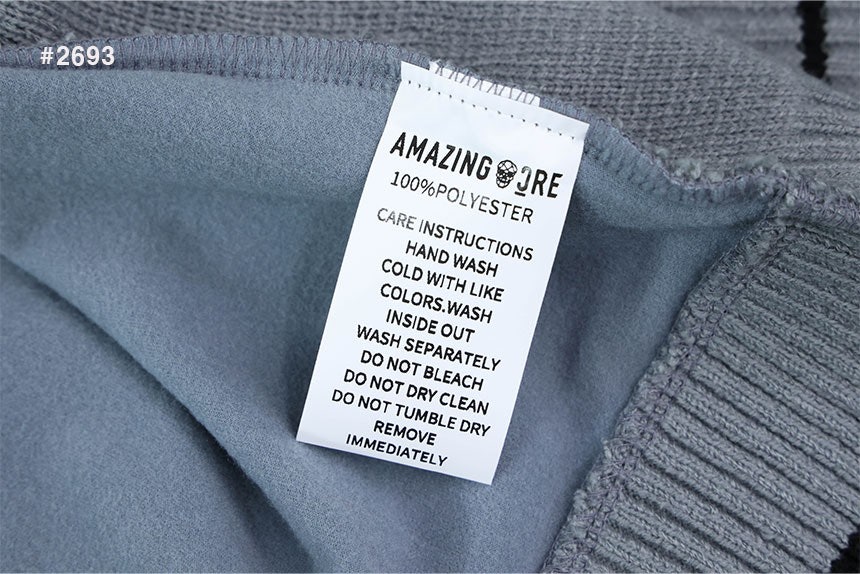 #2693
AMAZING
100%POLYESTER
CARE INSTRUCTIONS
HAND WASH
COLD WITH LIKE
COLORS.WASH
INSIDE OUT
WASH SEPARATELY
DO NOT BLEACH
DO NOT DRY CLEAN
DO NOT TUMBLE DRY
REMOVE
IMMEDIATELY